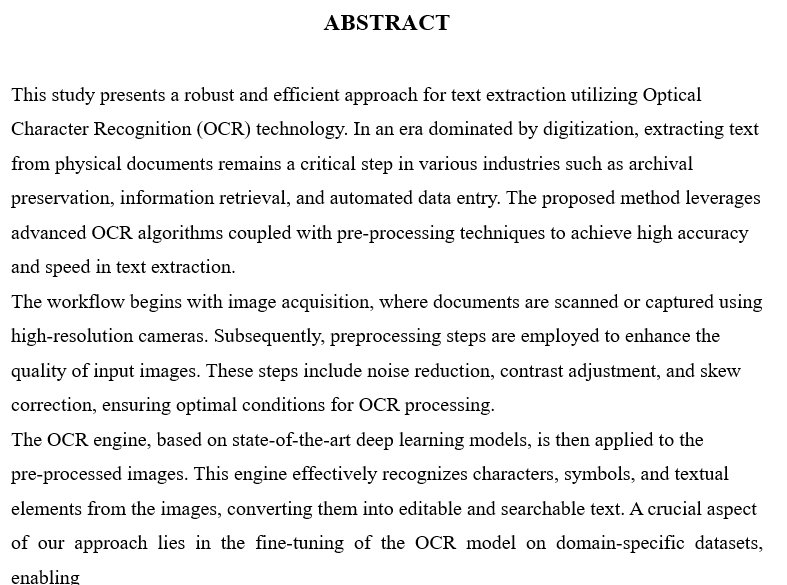 ABSTRACT
This study presents a robust and efficient approach for text extraction utilizing Optical
Character Recognition (OCR) technology. In an era dominated by digitization, extracting text
from physical documents remains a critical step in various industries such as archival
preservation, information retrieval, and automated data entry. The proposed method leverages
advanced OCR algorithms coupled with pre-processing techniques to achieve high accuracy
and speed in text extraction.
The workflow begins with image acquisition, where documents are scanned or captured using
high-resolution cameras. Subsequently, preprocessing steps are employed to enhance the
quality of input images. These steps include noise reduction, contrast adjustment, and skew
correction, ensuring optimal conditions for OCR processing.
The OCR engine, based on state-of-the-art deep learning models, is then applied to the
pre-processed images. This engine effectively recognizes characters, symbols, and textual
elements from the images, converting them into editable and searchable text. A crucial aspect
of our approach lies in the fine-tuning of the OCR model on domain-specific datasets,
enabling